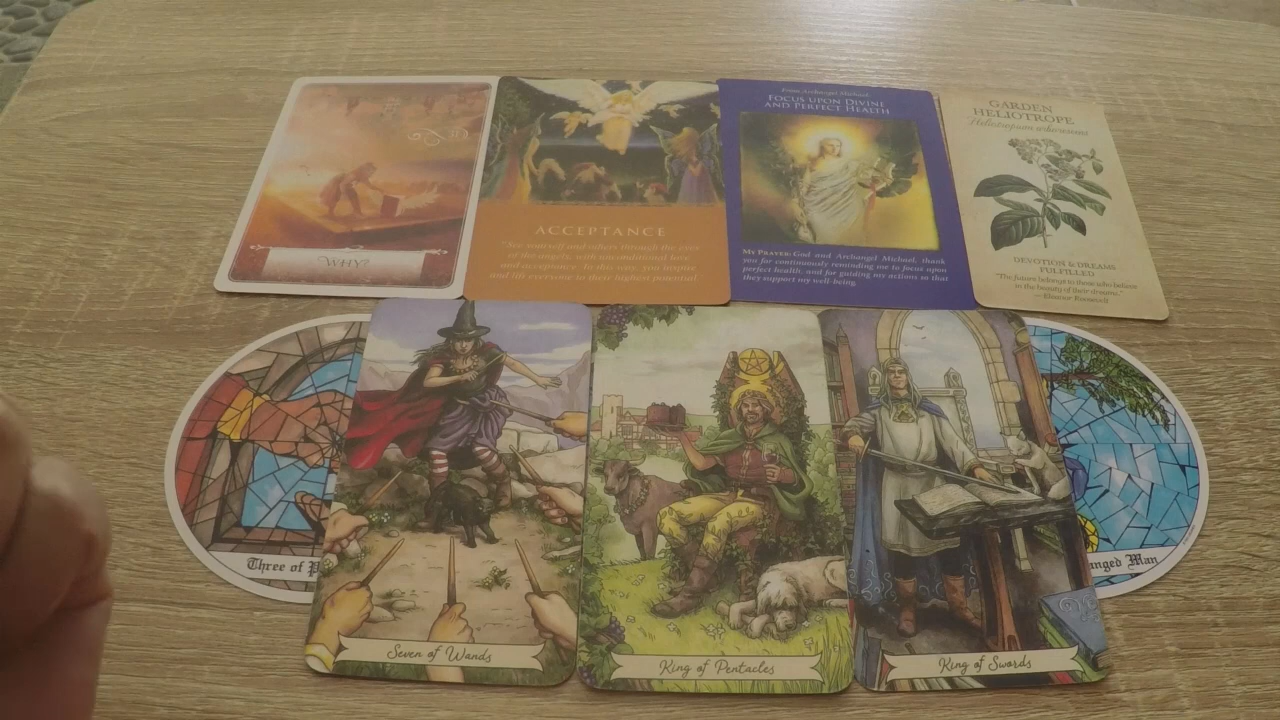 WHY?
ACCEPTANCE
"See yourself and others through the eyes
of the angels, with unconditional love
and acceptance. In this way, you inspire
and lift everyone to their highest potential.
From Archangel Michael
FOCUS UPON DIVINE
AND PERFECT HEALTH
MY PRAYER: God and Archangel Michael, thank
you for continuously reminding me to focus upon
perfect health, and for guiding my actions so that
they support my well-being.
GARDEN
HELIOTROPE
Heliotropium arborescens
DEVOTION & DREAMS
FULFILLED
"The future belongs to those who believe
in the beauty of their dreams."
—Eleanor Roosevelt
Three of P
anged Man
Seven of Wands
King of Pentacles
King of Swords